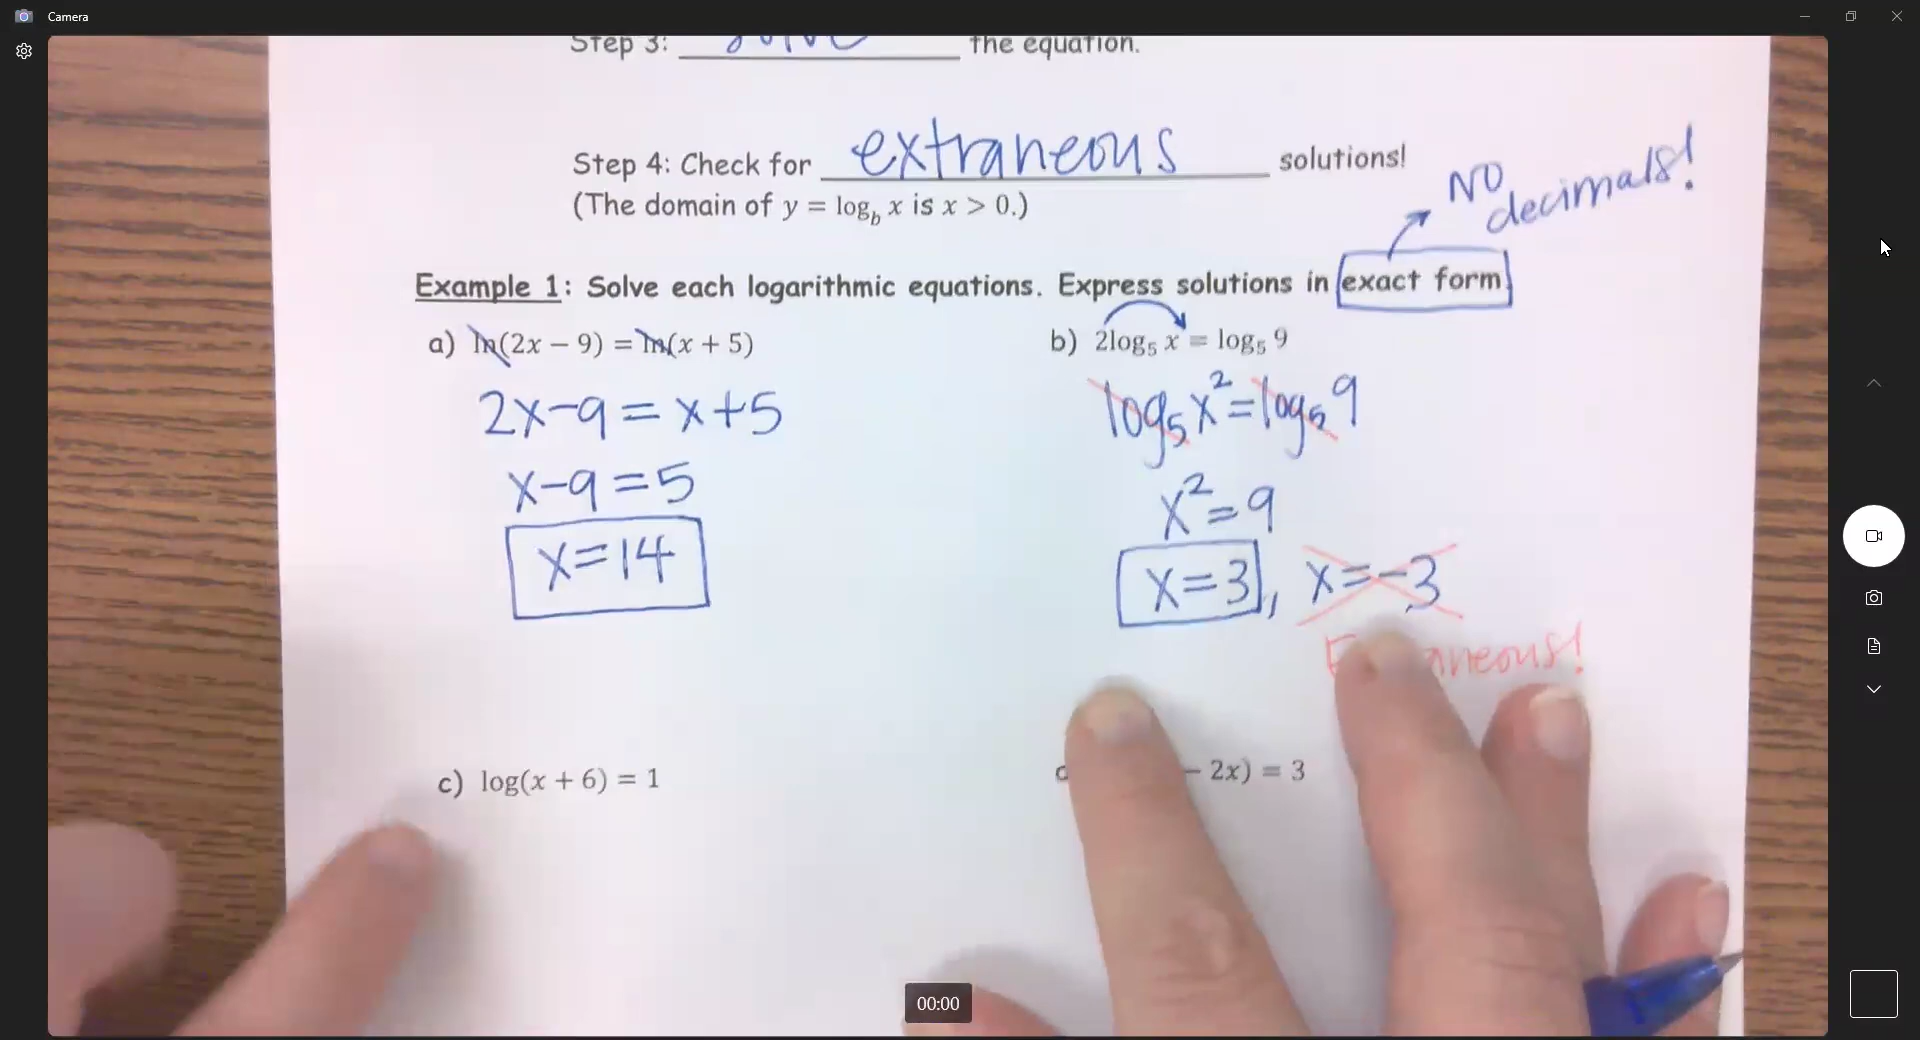 Camera
Step 3: solve the equation.
Step 4: Check for extraneous solutions!
(The domain of y = log_b x is x > 0.)
NO decimals!
Example 1: Solve each logarithmic equations. Express solutions in exact form
a) ln(2x − 9) = ln(x + 5)
2x-9=x+5
x-9=5
x=14
b) 2log₅ x = log₅ 9
log₅x²=log₅9
x²=9
x=3, x=-3
c) log(x + 6) = 1
− 2x) = 3
00:00